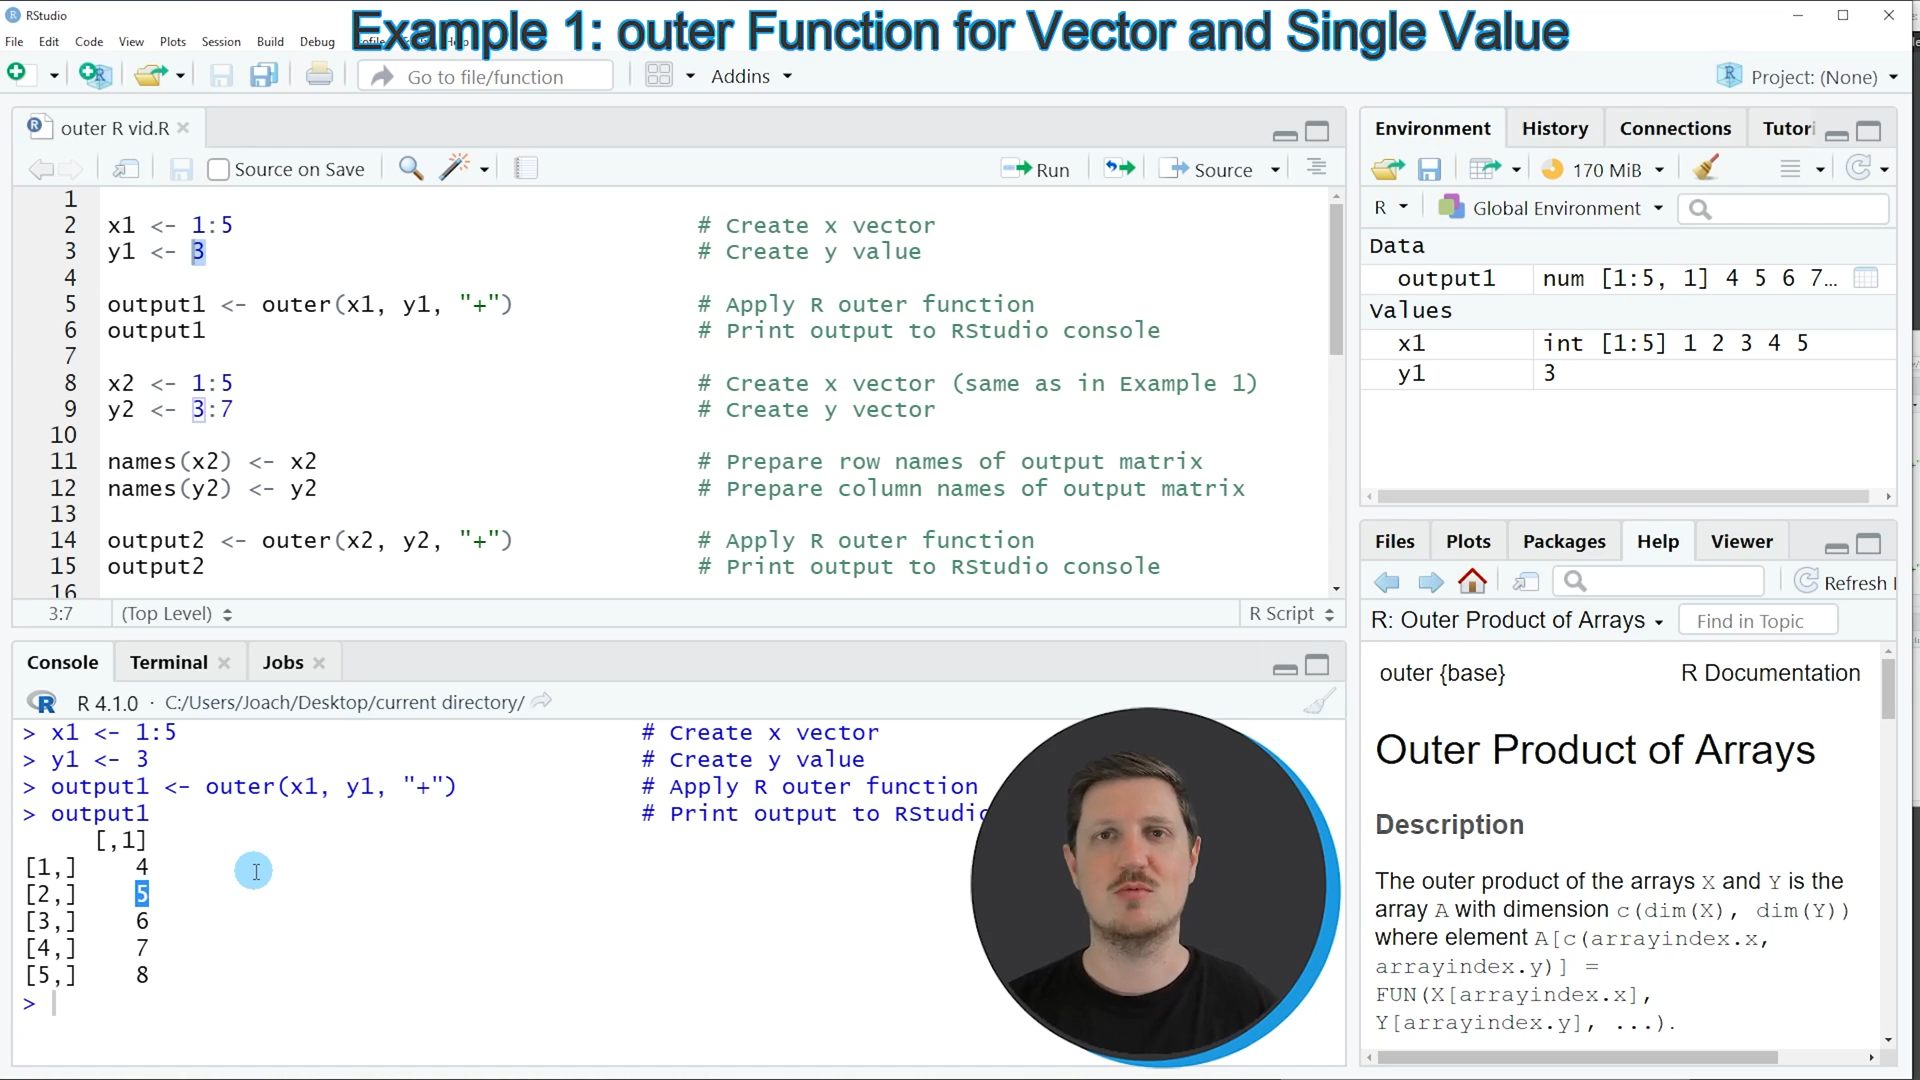 RStudio
Example 1: outer Function for Vector and Single Value
File Edit Code View Plots Session Build Debug Profile Help
Go to file/function
Addins
Project: (None)
outer R vid.R
Source on Save
Run
Source
1
2 x1 <- 1:5 # Create x vector
3 y1 <- 3 # Create y value
4
5 output1 <- outer(x1, y1, "+") # Apply R outer function
6 output1 # Print output to RStudio console
7
8 x2 <- 1:5 # Create x vector (same as in Example 1)
9 y2 <- 3:7 # Create y vector
10
11 names(x2) <- x2 # Prepare row names of output matrix
12 names(y2) <- y2 # Prepare column names of output matrix
13
14 output2 <- outer(x2, y2, "+") # Apply R outer function
15 output2 # Print output to RStudio console
16
3:7 (Top Level) R Script
Console Terminal Jobs
R 4.1.0 · C:/Users/Joach/Desktop/current directory/
> x1 <- 1:5 # Create x vector
> y1 <- 3 # Create y value
> output1 <- outer(x1, y1, "+") # Apply R outer function
> output1 # Print output to RStudio
[,1]
[1,] 4
[2,] 5
[3,] 6
[4,] 7
[5,] 8
>
Environment History Connections Tutori
170 MiB
R Global Environment
Data
output1 num [1:5, 1] 4 5 6 7…
Values
x1 int [1:5] 1 2 3 4 5
y1 3
Files Plots Packages Help Viewer
Refresh
R: Outer Product of Arrays Find in Topic
outer {base} R Documentation
Outer Product of Arrays
Description
The outer product of the arrays X and Y is the
array A with dimension c(dim(X), dim(Y))
where element A[c(arrayindex.x,
arrayindex.y)] =
FUN(X[arrayindex.x],
Y[arrayindex.y], ...).